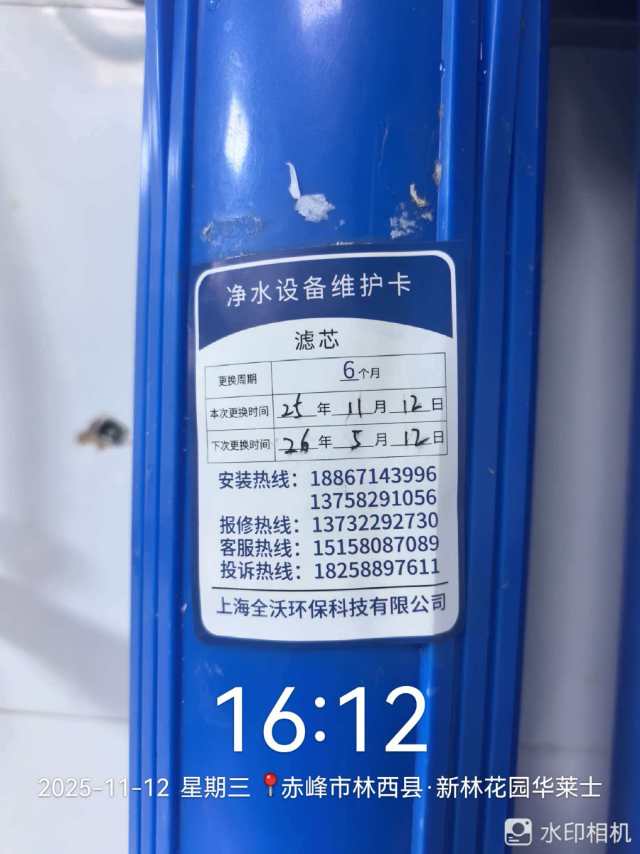 净水设备维护卡
滤芯
更换周期 6个月
本次更换时间 25年11月12日
下次更换时间 26年5月12日
安装热线：18867143996
13758291056
报修热线：13732292730
客服热线：15158087089
投诉热线：18258897611
上海全沃环保科技有限公司
16:12
2025-11-12 星期三 赤峰市林西县·新林花园华莱士
水印相机